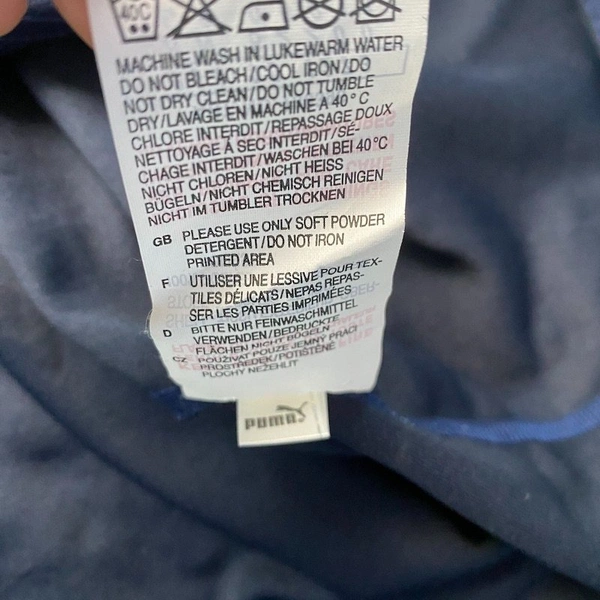 40C
MACHINE WASH IN LUKEWARM WATER
DO NOT BLEACH/COOL IRON/DO
NOT DRY CLEAN/DO NOT TUMBLE
DRY/LAVAGE EN MACHINE A 40°C
CHLORE INTERDIT/REPASSAGE DOUX
NETTOYAGE À SEC INTERDIT/SÉ-
CHAGE INTERDIT/WASCHEN BEI 40°C
NICHT CHLOREN/NICHT HEISS
BÜGELN/NICHT CHEMISCH REINIGEN
NICHT IM TUMBLER TROCKNEN
GB PLEASE USE ONLY SOFT POWDER
DETERGENT/DO NOT IRON
PRINTED AREA
F UTILISER UNE LESSIVE POUR TEX-
TILES DÉLICATS/NEPAS REPAS-
SER LES PARTIES IMPRIMÉES
D BITTE NUR FEINWASCHMITTEL
VERWENDEN/BEDRUCKTE
FLÄCHEN NICHT BÜGELN
CZ POUŽIVAT POUZE JEMNÝ PRACI
PROSTŘEDEK/POTIŠTĚNÉ
PLOCHY NEŽEHLIT
PUMA